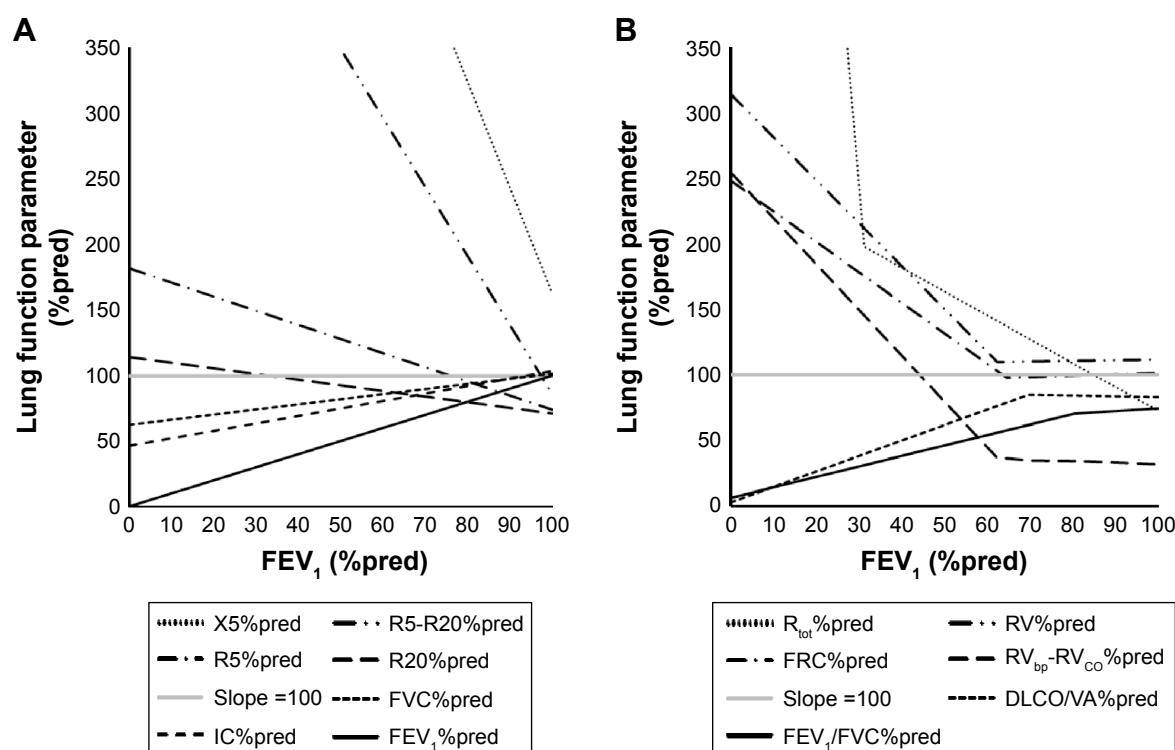 A
Lung function parameter
(%pred)
350
300
250
200
150
100
50
0
0 10 20 30 40 50 60 70 80 90 100
FEV₁ (%pred)
X5%pred
R5-R20%pred
R5%pred
R20%pred
Slope =100
FVC%pred
IC%pred
FEV₁%pred
B
Lung function parameter
(%pred)
350
300
250
200
150
100
50
0
0 10 20 30 40 50 60 70 80 90 100
FEV₁ (%pred)
Rtot%pred
RV%pred
FRC%pred
RVbp-RVCO%pred
Slope =100
DLCO/VA%pred
FEV₁/FVC%pred